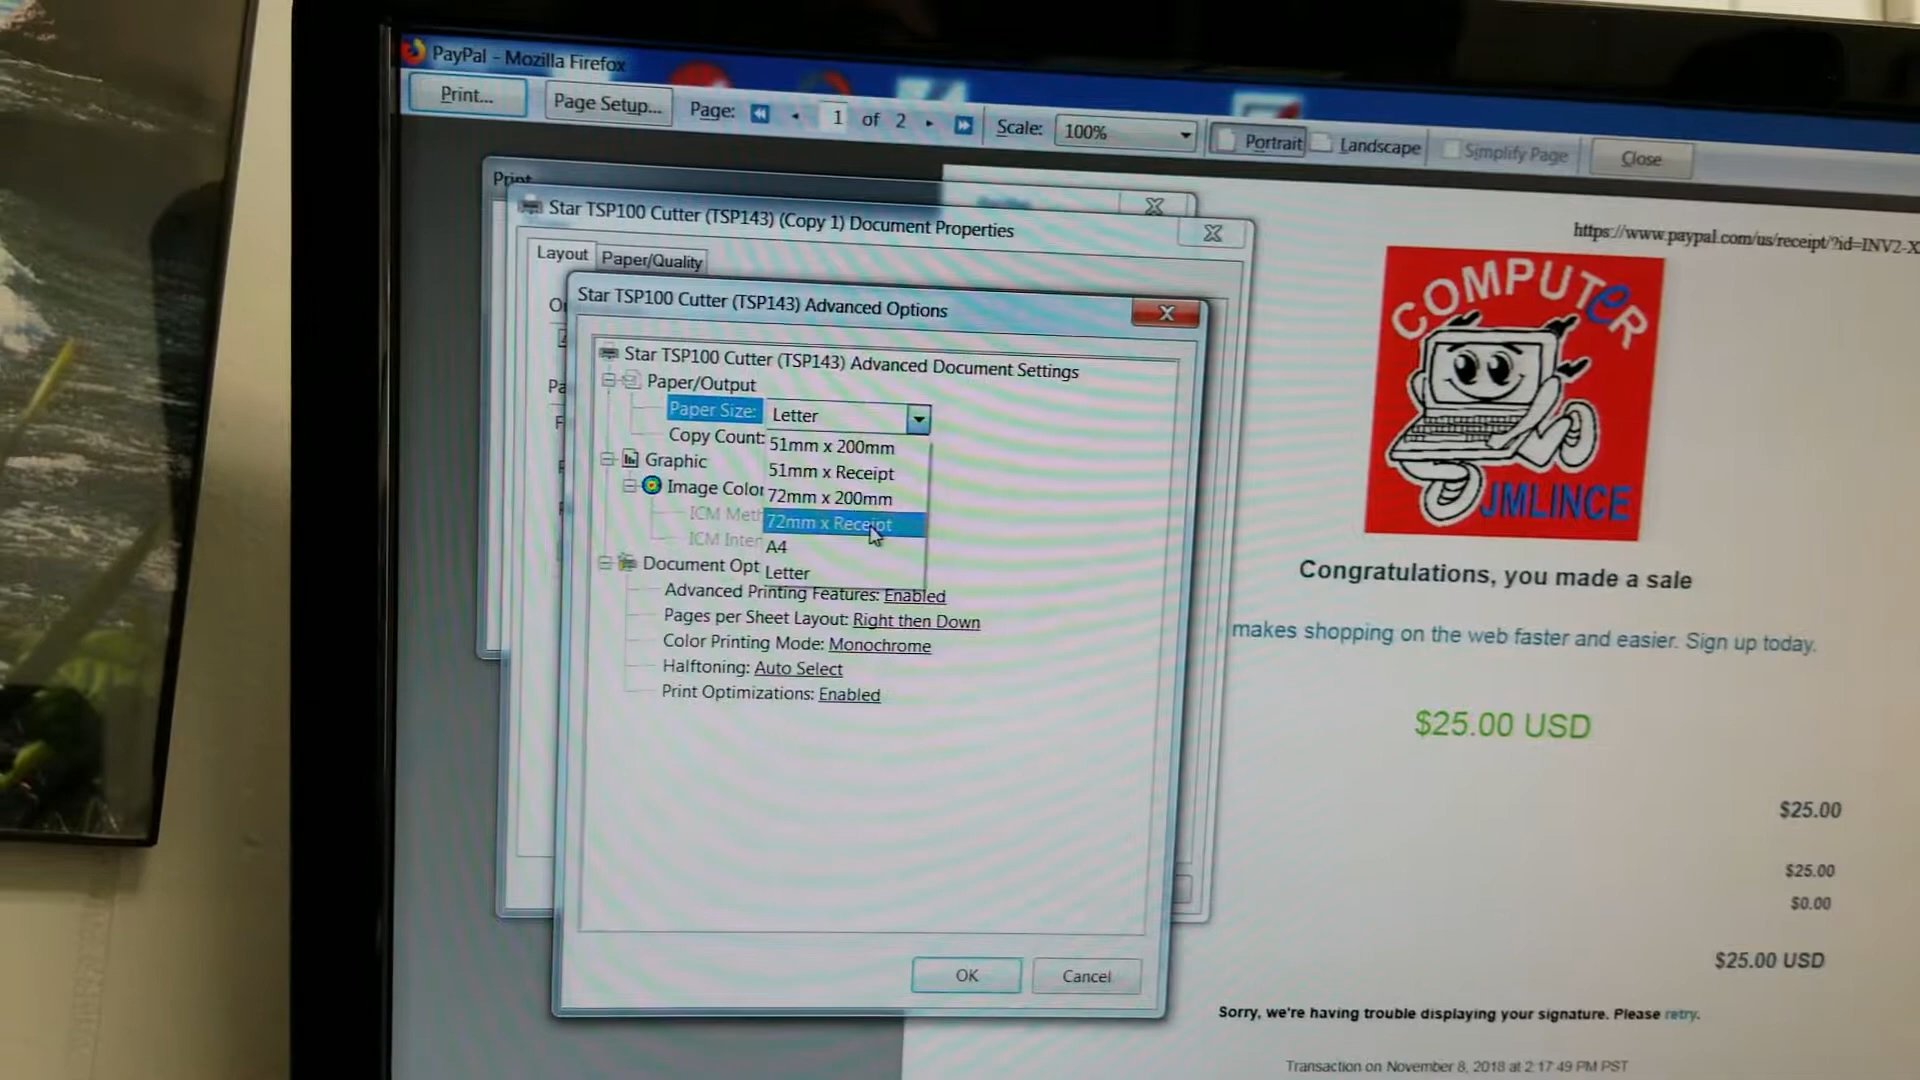 PayPal - Mozilla Firefox
Print... Page Setup... Page: 1 of 2 Scale: 100% Portrait Landscape Simplify Page Close
Print
Star TSP100 Cutter (TSP143) (Copy 1) Document Properties
Layout Paper/Quality
Star TSP100 Cutter (TSP143) Advanced Options
Star TSP100 Cutter (TSP143) Advanced Document Settings
Paper/Output
Paper Size: Letter
Copy Count:
51mm x 200mm
51mm x Receipt
72mm x 200mm
72mm x Receipt
A4
Letter
Graphic
Image Color
ICM Meth
ICM Inten
Document Opt
Advanced Printing Features: Enabled
Pages per Sheet Layout: Right then Down
Color Printing Mode: Monochrome
Halftoning: Auto Select
Print Optimizations: Enabled
OK Cancel
https://www.paypal.com/us/receipt/?id=INV2-X
COMPUTeR
JMLINCE
Congratulations, you made a sale
makes shopping on the web faster and easier. Sign up today.
$25.00 USD
$25.00
$25.00
$0.00
$25.00 USD
Sorry, we're having trouble displaying your signature. Please retry.
Transaction on November 8, 2018 at 2:17:49 PM PST